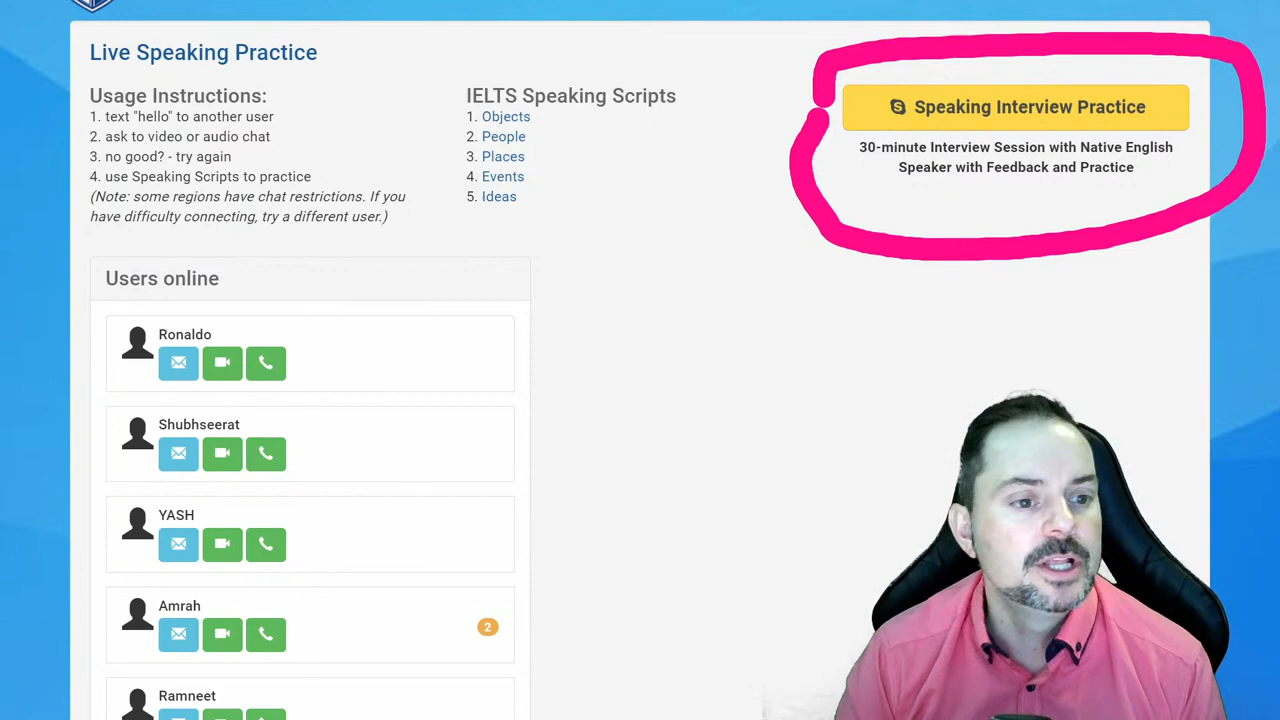 Live Speaking Practice
Usage Instructions:
1. text "hello" to another user
2. ask to video or audio chat
3. no good? - try again
4. use Speaking Scripts to practice
(Note: some regions have chat restrictions. If you
have difficulty connecting, try a different user.)
IELTS Speaking Scripts
1. Objects
2. People
3. Places
4. Events
5. Ideas
Speaking Interview Practice
30-minute Interview Session with Native English
Speaker with Feedback and Practice
Users online
Ronaldo
Shubhseerat
YASH
Amrah
2
Ramneet